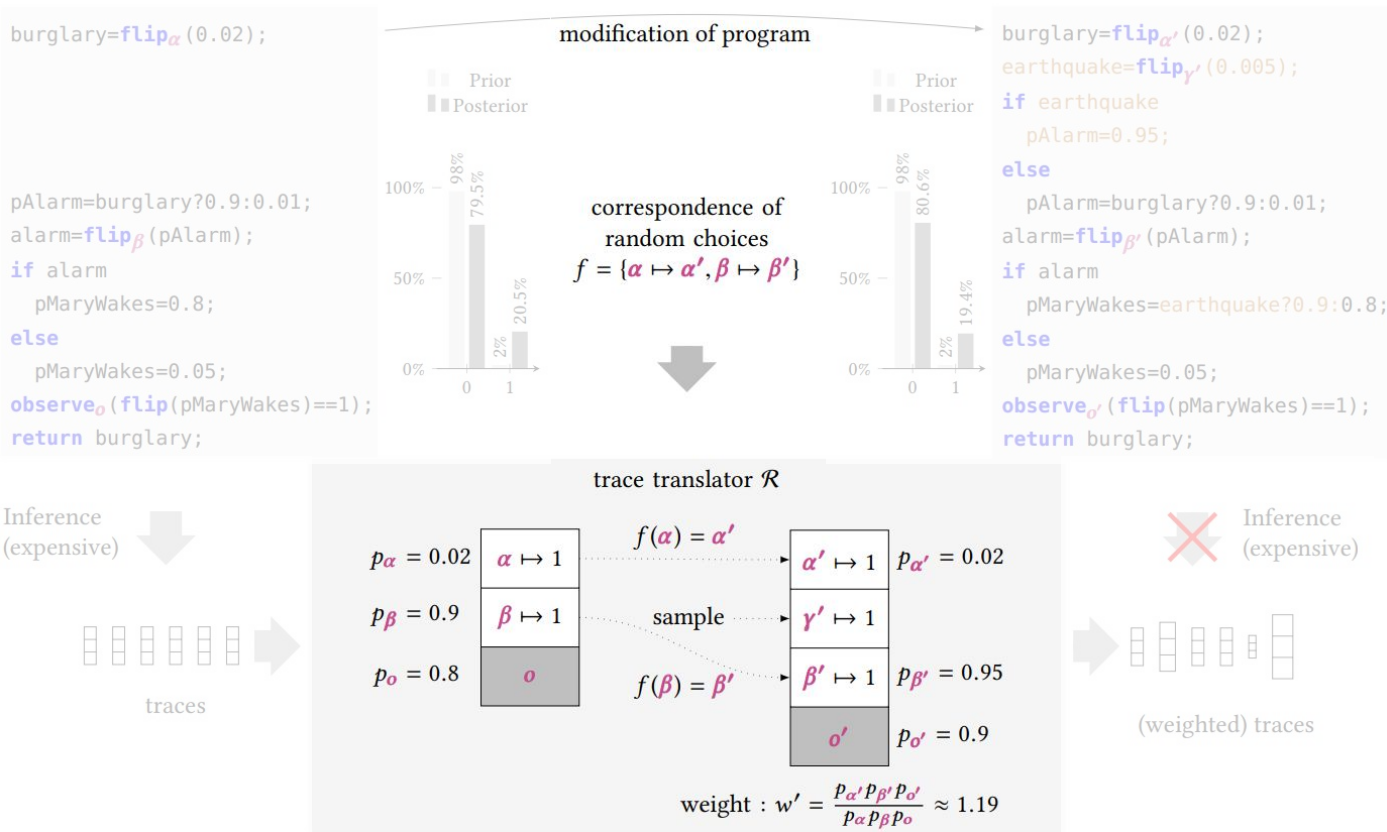 burglary=flipα(0.02);
pAlarm=burglary?0.9:0.01;
alarm=flipβ(pAlarm);
if alarm
pMaryWakes=0.8;
else
pMaryWakes=0.05;
observeo(flip(pMaryWakes)==1);
return burglary;
modification of program
Prior
Posterior
100%
50%
0%
98%
79.5%
2%
20.5%
0
1
correspondence of
random choices
f = {α ↦ α′, β ↦ β′}
Prior
Posterior
100%
50%
0%
98%
80.6%
2%
19.4%
0
1
burglary=flipα′(0.02);
earthquake=flipγ′(0.005);
if earthquake
pAlarm=0.95;
else
pAlarm=burglary?0.9:0.01;
alarm=flipβ′(pAlarm);
if alarm
pMaryWakes=earthquake?0.9:0.8;
else
pMaryWakes=0.05;
observeo′(flip(pMaryWakes)==1);
return burglary;
Inference
(expensive)
traces
trace translator R
pα = 0.02
α ↦ 1
pβ = 0.9
β ↦ 1
po = 0.8
o
f(α) = α′
sample
f(β) = β′
α′ ↦ 1
pα′ = 0.02
γ′ ↦ 1
β′ ↦ 1
pβ′ = 0.95
o′
po′ = 0.9
weight : w′ = pα′pβ′po′ / pαpβpo ≈ 1.19
Inference
(expensive)
(weighted) traces